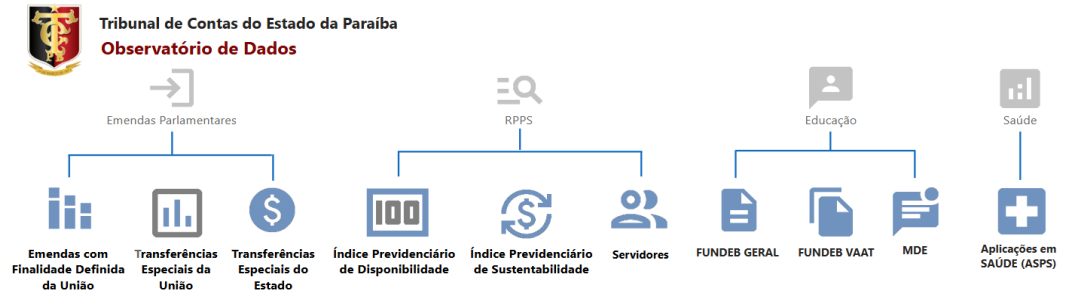 Tribunal de Contas do Estado da Paraíba
Observatório de Dados
Emendas Parlamentares
RPPS
Educação
Saúde
100
Emendas com
Finalidade Definida
da União
Transferências
Especiais da
União
Transferências
Especiais do
Estado
Índice Previdenciário
de Disponibilidade
Índice Previdenciário
de Sustentabilidade
Servidores
FUNDEB GERAL
FUNDEB VAAT
MDE
Aplicações em
SAÚDE (ASPS)